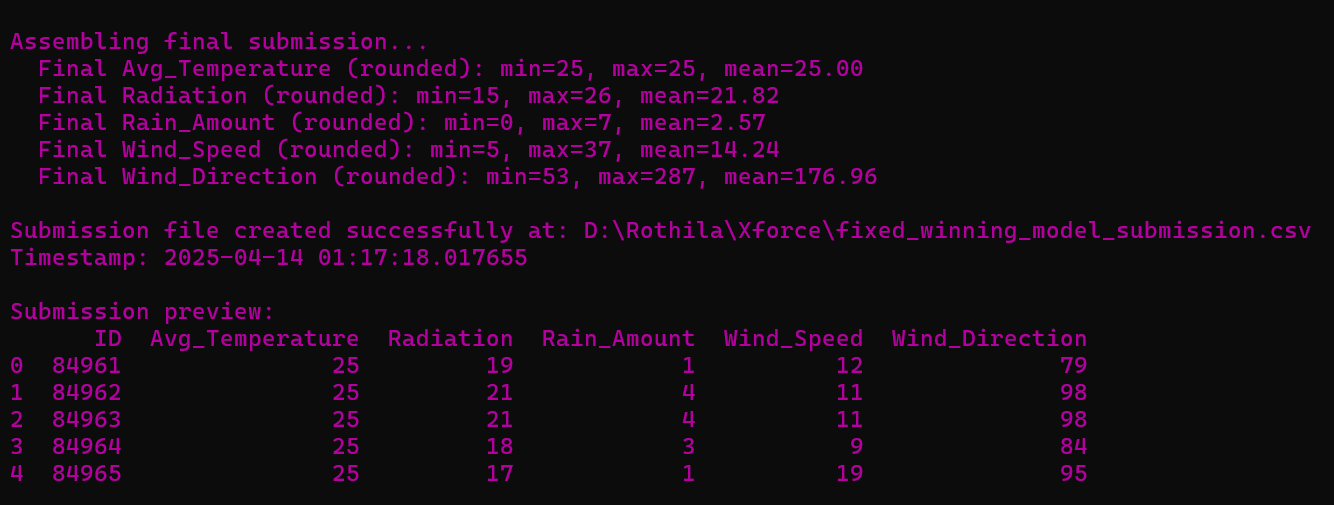 Assembling final submission...
  Final Avg_Temperature (rounded): min=25, max=25, mean=25.00
  Final Radiation (rounded): min=15, max=26, mean=21.82
  Final Rain_Amount (rounded): min=0, max=7, mean=2.57
  Final Wind_Speed (rounded): min=5, max=37, mean=14.24
  Final Wind_Direction (rounded): min=53, max=287, mean=176.96
Submission file created successfully at: D:\Rothila\Xforce\fixed_winning_model_submission.csv
Timestamp: 2025-04-14 01:17:18.017655
Submission preview:
      ID  Avg_Temperature  Radiation  Rain_Amount  Wind_Speed  Wind_Direction
0  84961               25         19            1          12              79
1  84962               25         21            4          11              98
2  84963               25         21            4          11              98
3  84964               25         18            3           9              84
4  84965               25         17            1          19              95